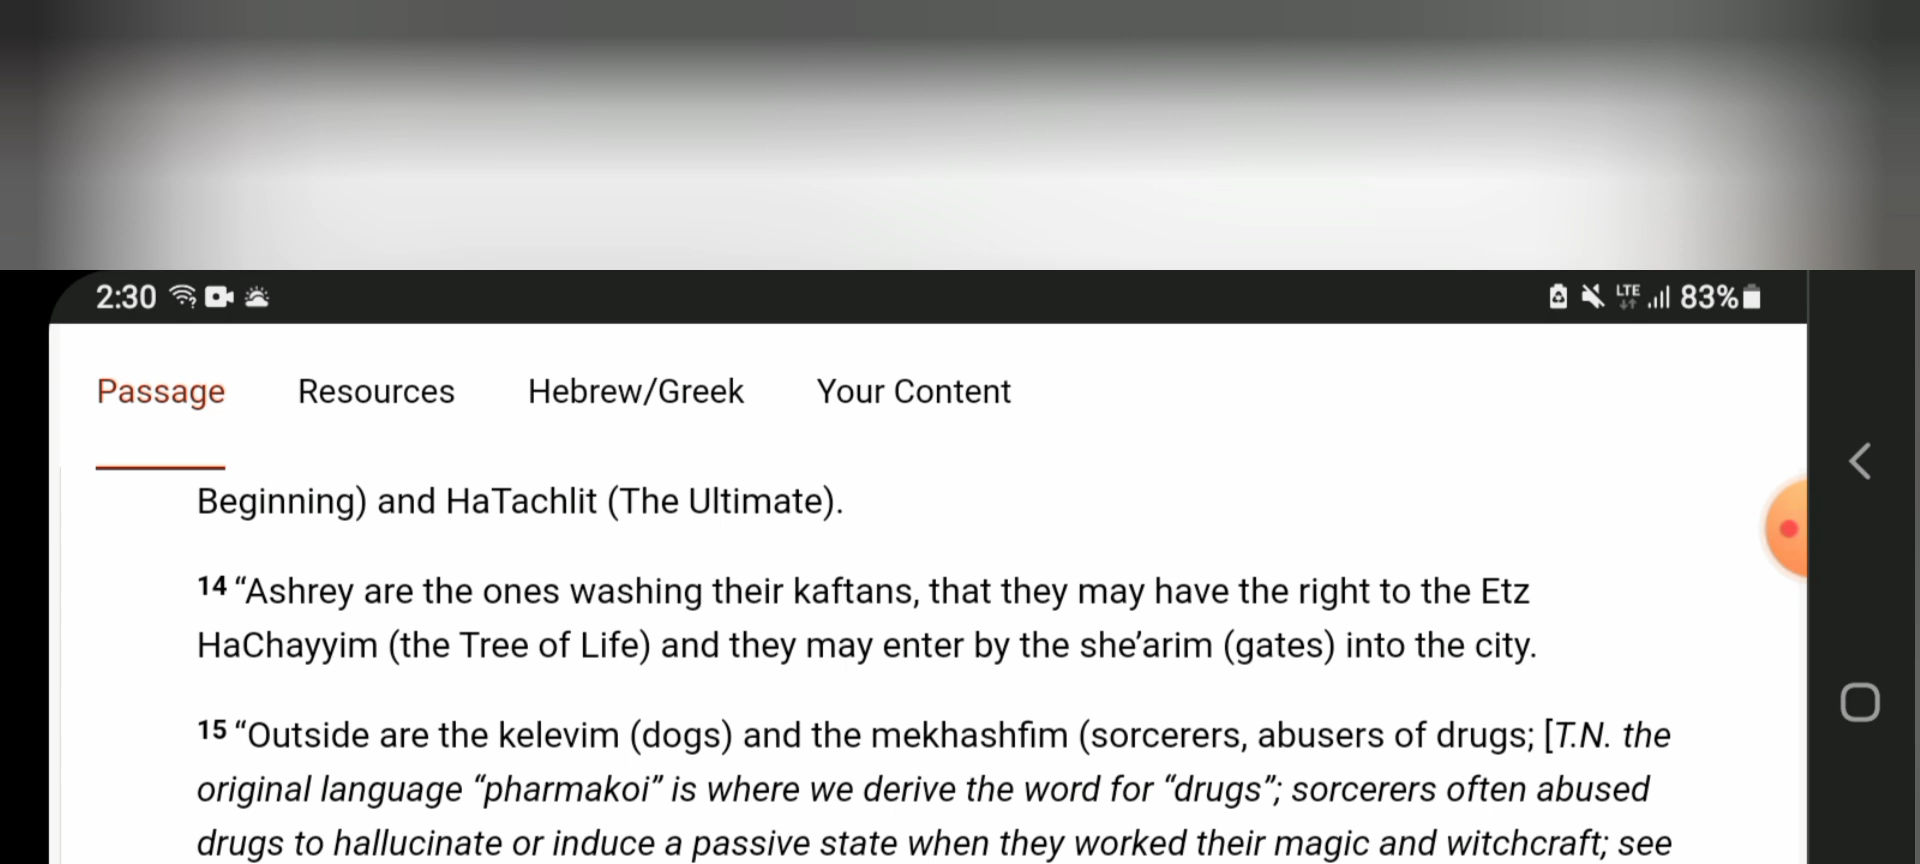 2:30 LTE 83%
Passage Resources Hebrew/Greek Your Content
Beginning) and HaTachlit (The Ultimate).
14 “Ashrey are the ones washing their kaftans, that they may have the right to the Etz
HaChayyim (the Tree of Life) and they may enter by the she’arim (gates) into the city.
15 “Outside are the kelevim (dogs) and the mekhashfim (sorcerers, abusers of drugs; [T.N. the
original language “pharmakoi” is where we derive the word for “drugs”; sorcerers often abused
drugs to hallucinate or induce a passive state when they worked their magic and witchcraft; see